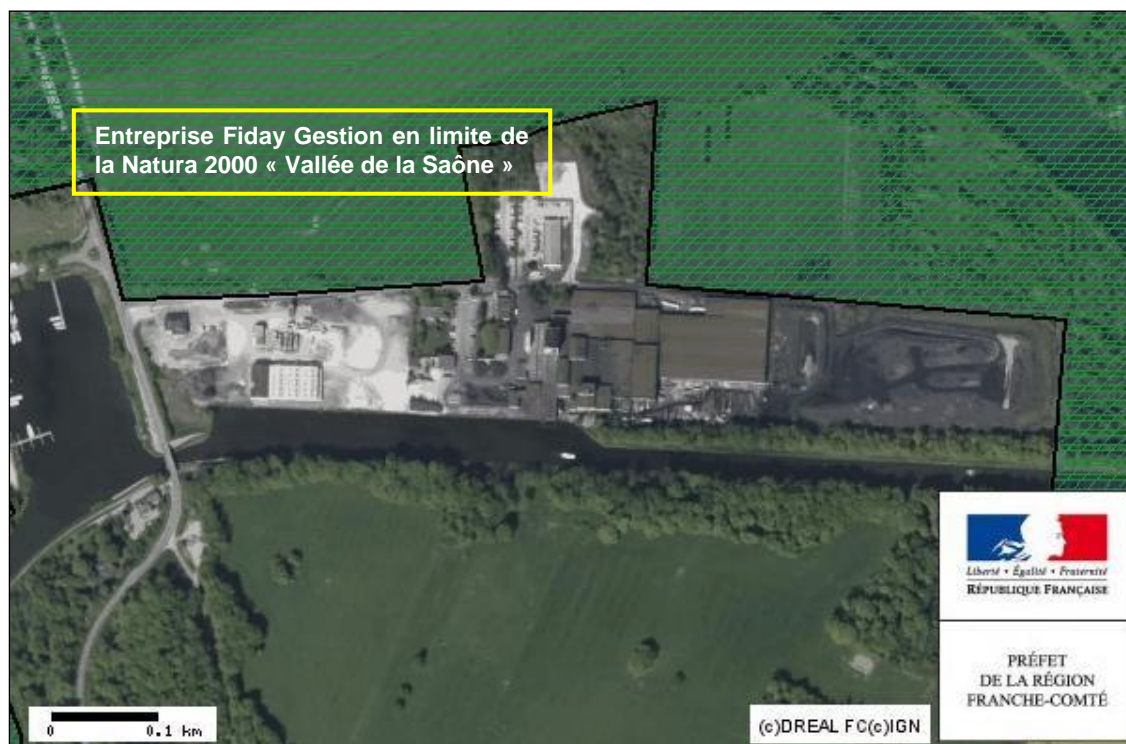 Entreprise Fiday Gestion en limite de
la Natura 2000 « Vallée de la Saône »
Liberté • Égalité • Fraternité
RÉPUBLIQUE FRANÇAISE
PRÉFET
DE LA RÉGION
FRANCHE-COMTÉ
0 0.1 km
(c)DREAL FC(c)IGN